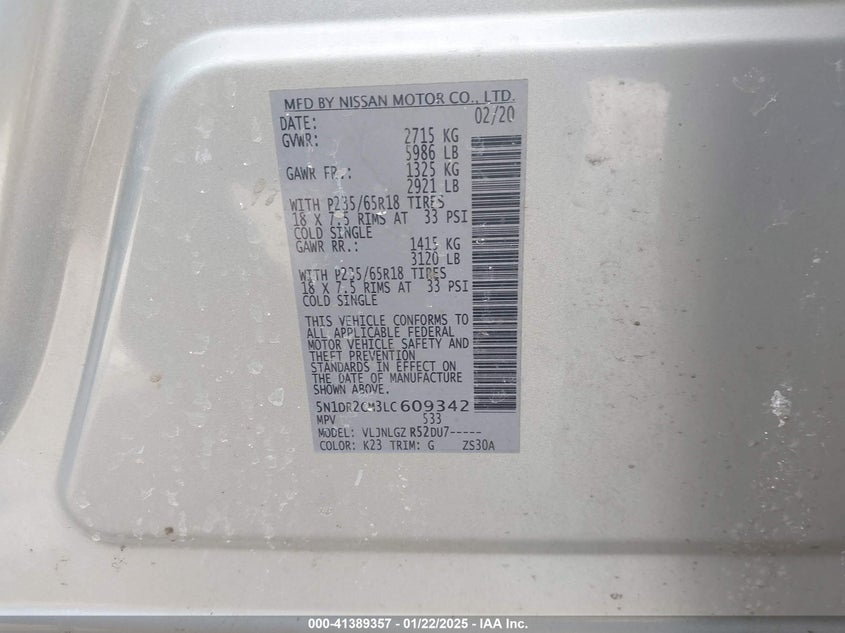 MFD BY NISSAN MOTOR CO., LTD.
DATE: 02/20
GVWR: 2715 KG
5986 LB
GAWR FR.: 1325 KG
2921 LB
WITH P235/65R18 TIRES
18 X 7.5 RIMS AT 33 PSI
COLD SINGLE
GAWR RR.: 1415 KG
3120 LB
WITH P235/65R18 TIRES
18 X 7.5 RIMS AT 33 PSI
COLD SINGLE
THIS VEHICLE CONFORMS TO
ALL APPLICABLE FEDERAL
MOTOR VEHICLE SAFETY AND
THEFT PREVENTION
STANDARDS IN EFFECT ON
THE DATE OF MANUFACTURE
SHOWN ABOVE.
5N1DR2CM3LC609342
MPV 533
MODEL: VLJNLGZ R52DU7-----
COLOR: K23 TRIM: G ZS30A
000-41389357 - 01/22/2025 - IAA Inc.